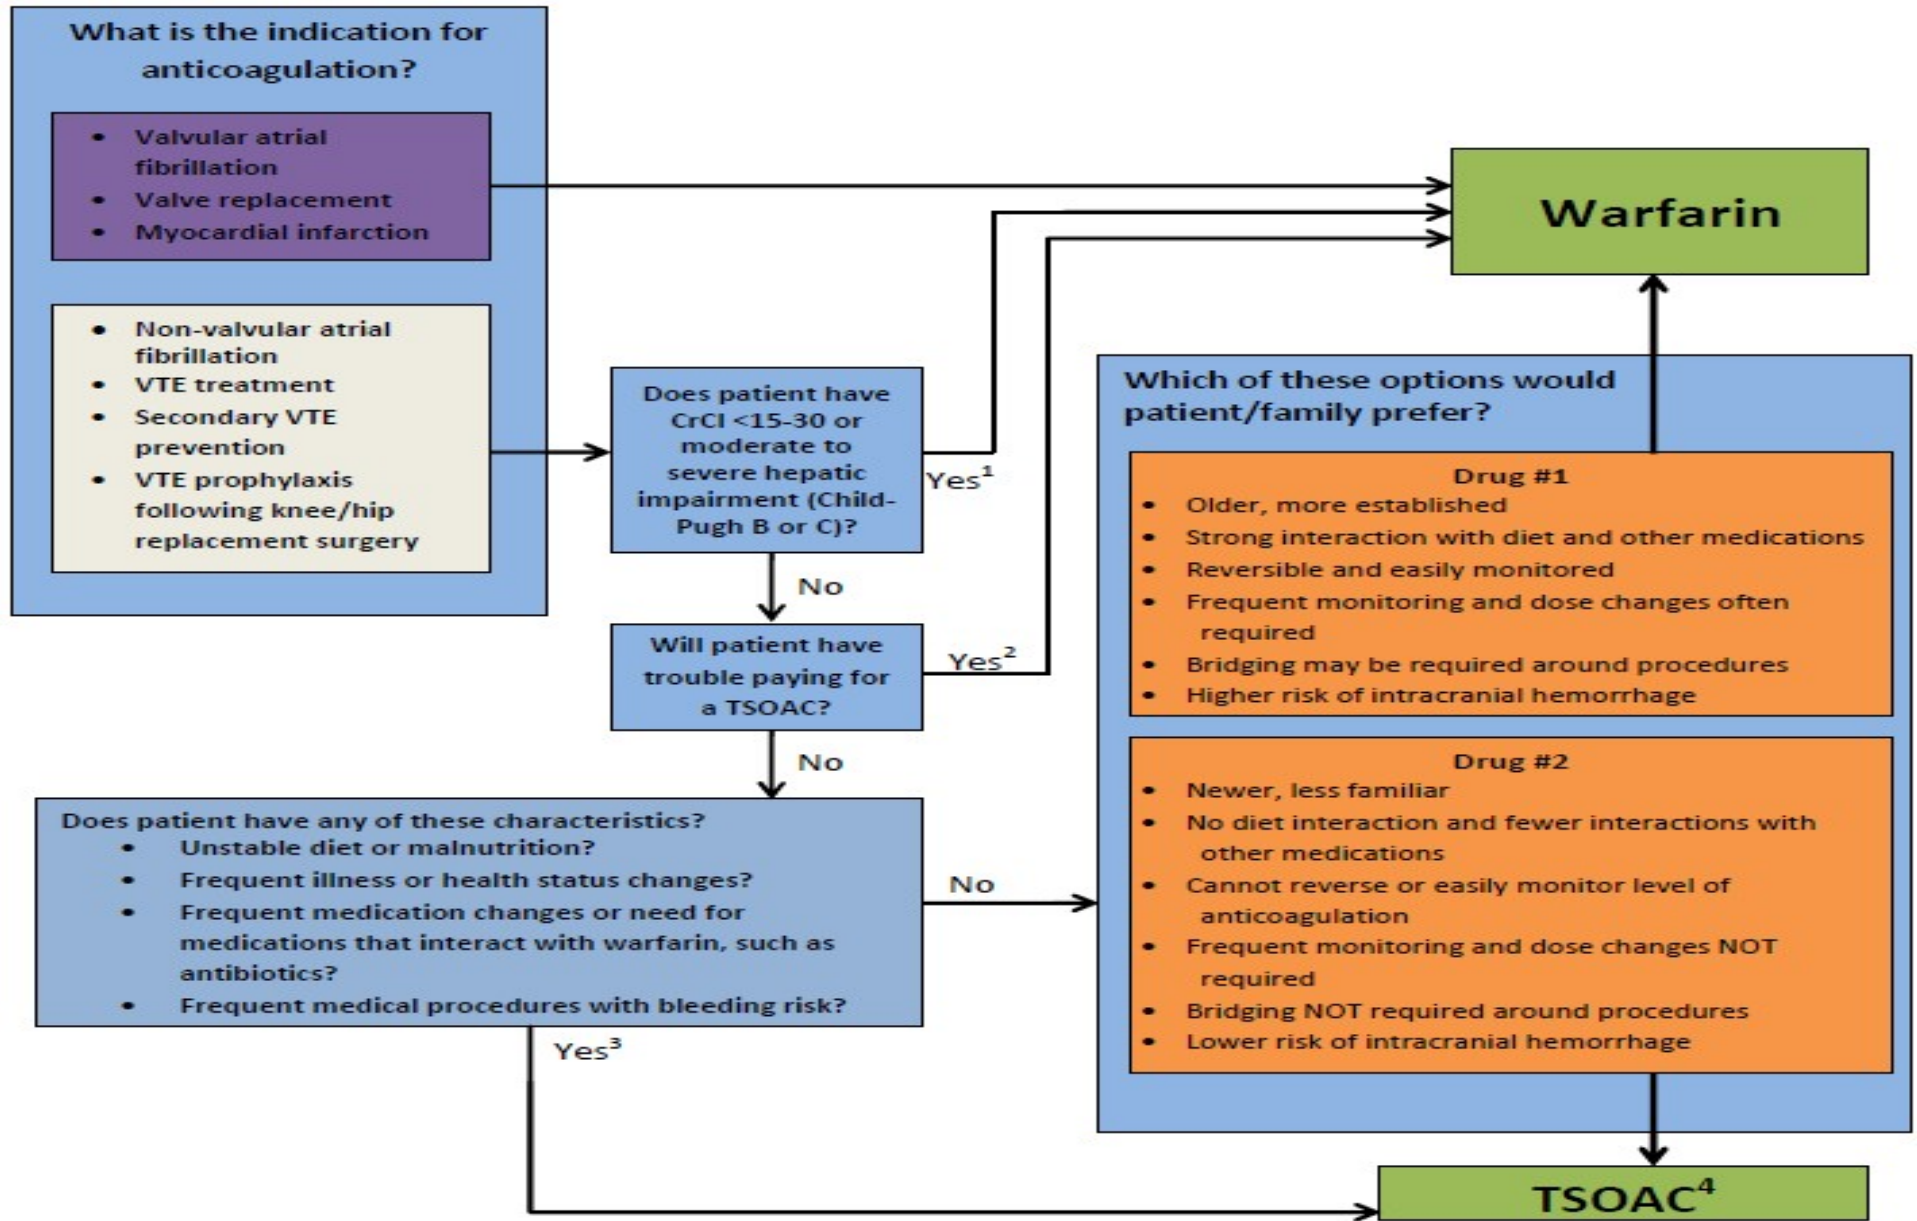 What is the indication for
anticoagulation?
• Valvular atrial
fibrillation
• Valve replacement
• Myocardial infarction
• Non-valvular atrial
fibrillation
• VTE treatment
• Secondary VTE
prevention
• VTE prophylaxis
following knee/hip
replacement surgery
Does patient have
CrCl <15-30 or
moderate to
severe hepatic
impairment (Child-
Pugh B or C)?
Yes¹
No
Will patient have
trouble paying for
a TSOAC?
Yes²
No
Does patient have any of these characteristics?
• Unstable diet or malnutrition?
• Frequent illness or health status changes?
• Frequent medication changes or need for
medications that interact with warfarin, such as
antibiotics?
• Frequent medical procedures with bleeding risk?
No
Yes³
Warfarin
Which of these options would
patient/family prefer?
Drug #1
• Older, more established
• Strong interaction with diet and other medications
• Reversible and easily monitored
• Frequent monitoring and dose changes often
required
• Bridging may be required around procedures
• Higher risk of intracranial hemorrhage
Drug #2
• Newer, less familiar
• No diet interaction and fewer interactions with
other medications
• Cannot reverse or easily monitor level of
anticoagulation
• Frequent monitoring and dose changes NOT
required
• Bridging NOT required around procedures
• Lower risk of intracranial hemorrhage
TSOAC⁴